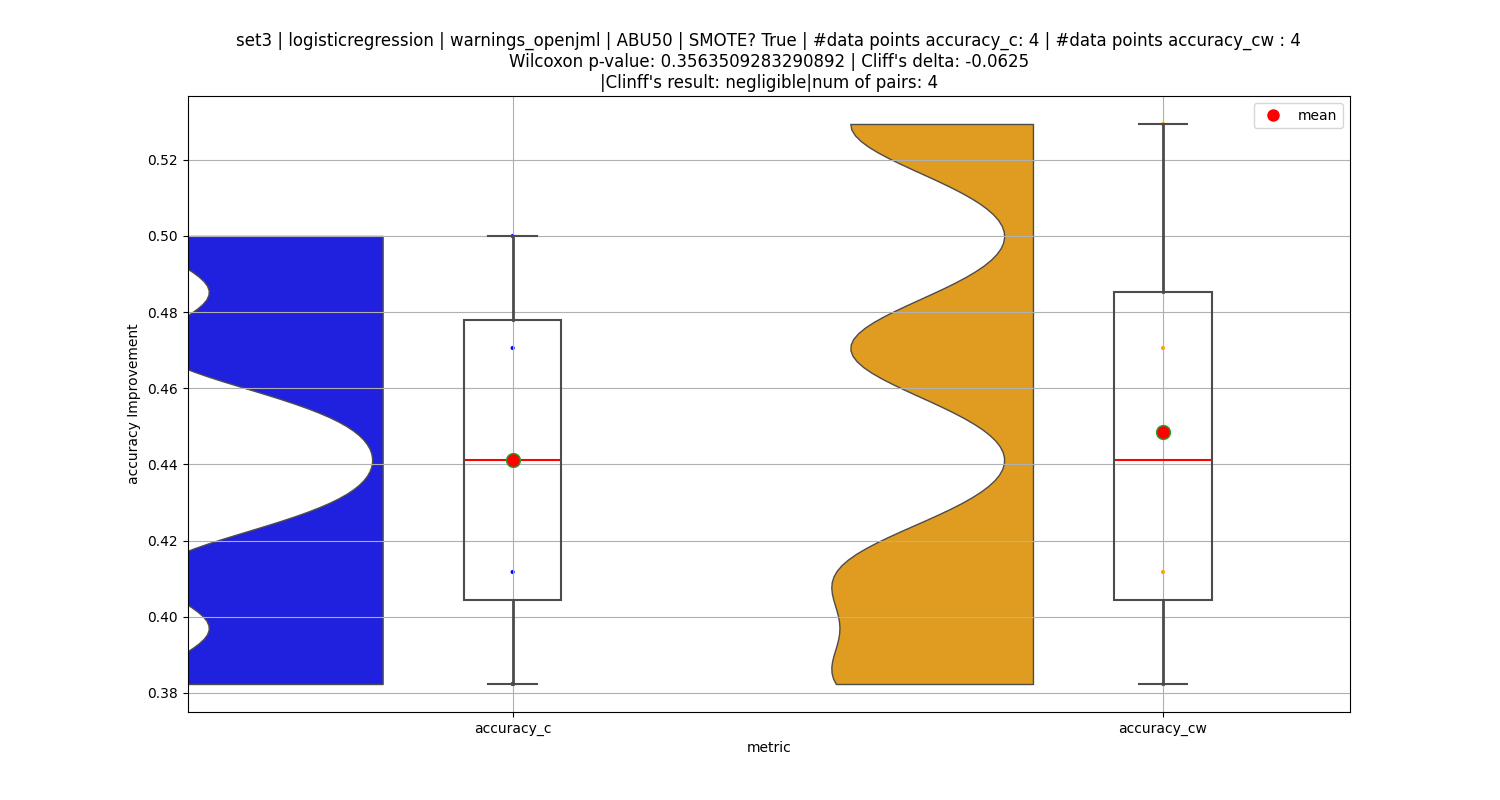 set3 | logisticregression | warnings_openjml | ABU50 | SMOTE? True | #data points accuracy_c: 4 | #data points accuracy_cw : 4
Wilcoxon p-value: 0.3563509283290892 | Cliff's delta: -0.0625
|Clinff's result: negligible|num of pairs: 4
mean
0.52
0.50
0.48
0.46
0.44
0.42
0.40
0.38
accuracy Improvement
accuracy_c
accuracy_cw
metric